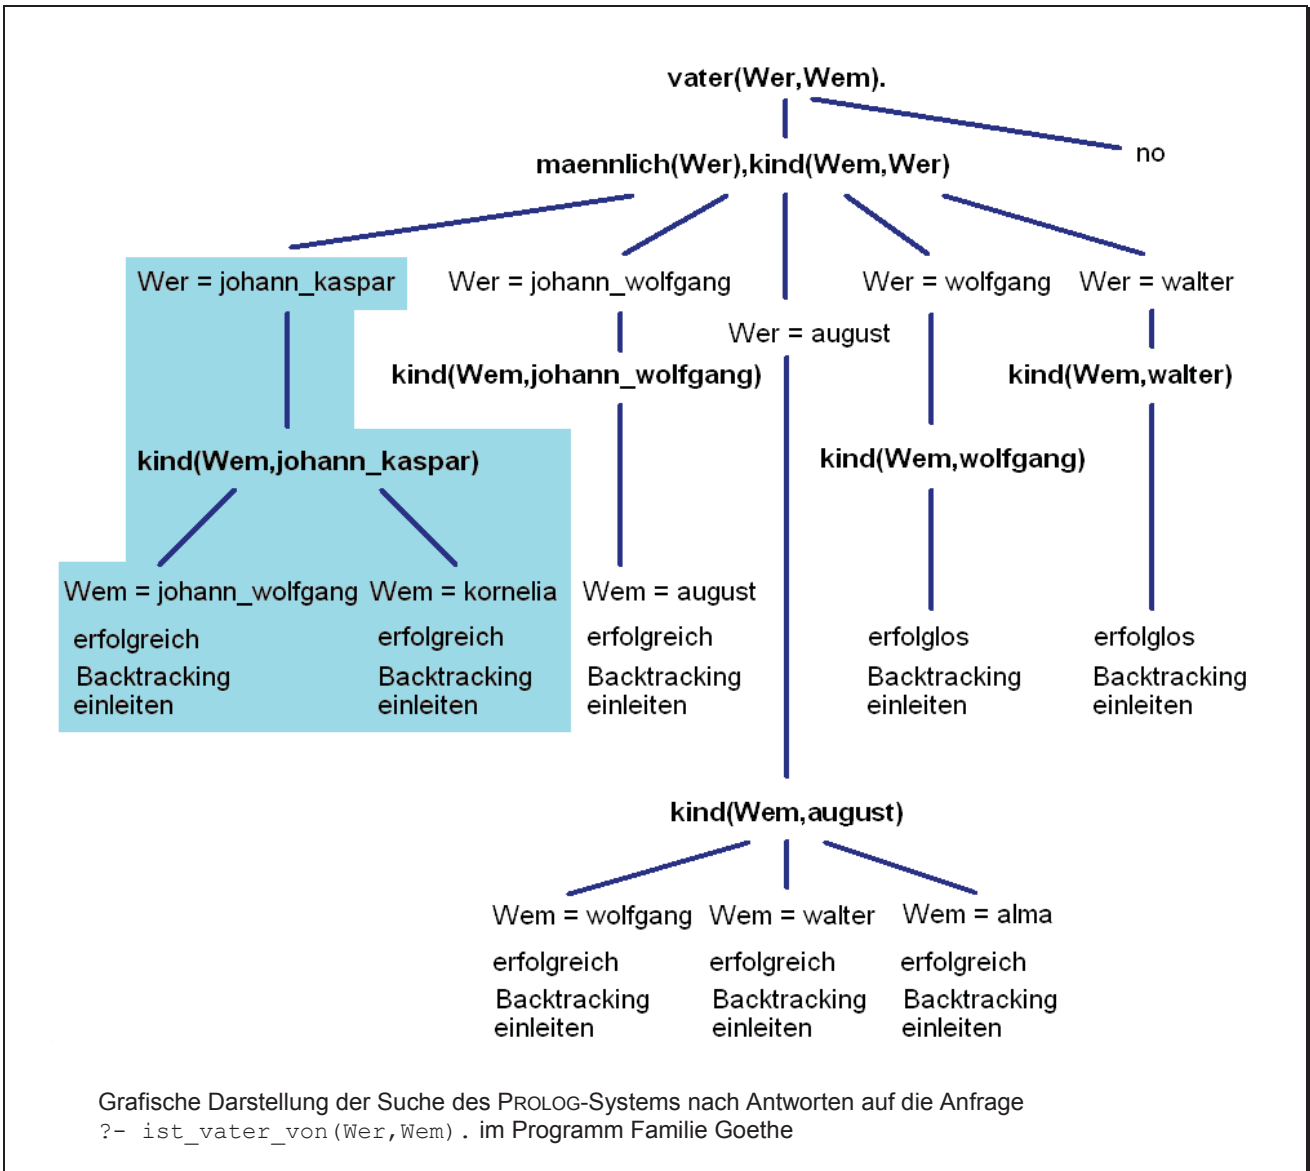 vater(Wer,Wem).
no
maennlich(Wer),kind(Wem,Wer)
Wer = johann_kaspar
Wer = johann_wolfgang
Wer = august
Wer = wolfgang
Wer = walter
kind(Wem,johann_wolfgang)
kind(Wem,walter)
kind(Wem,johann_kaspar)
kind(Wem,wolfgang)
Wem = johann_wolfgang
erfolgreich
Backtracking
einleiten
Wem = kornelia
erfolgreich
Backtracking
einleiten
Wem = august
erfolgreich
Backtracking
einleiten
erfolglos
Backtracking
einleiten
erfolglos
Backtracking
einleiten
kind(Wem,august)
Wem = wolfgang
erfolgreich
Backtracking
einleiten
Wem = walter
erfolgreich
Backtracking
einleiten
Wem = alma
erfolgreich
Backtracking
einleiten
Grafische Darstellung der Suche des PROLOG-Systems nach Antworten auf die Anfrage
?- ist_vater_von(Wer,Wem). im Programm Familie Goethe